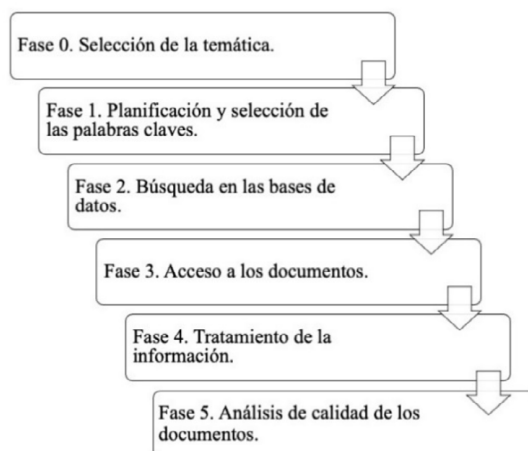 Fase 0. Selección de la temática.
Fase 1. Planificación y selección de
las palabras claves.
Fase 2. Búsqueda en las bases de
datos.
Fase 3. Acceso a los documentos.
Fase 4. Tratamiento de la
información.
Fase 5. Análisis de calidad de los
documentos.